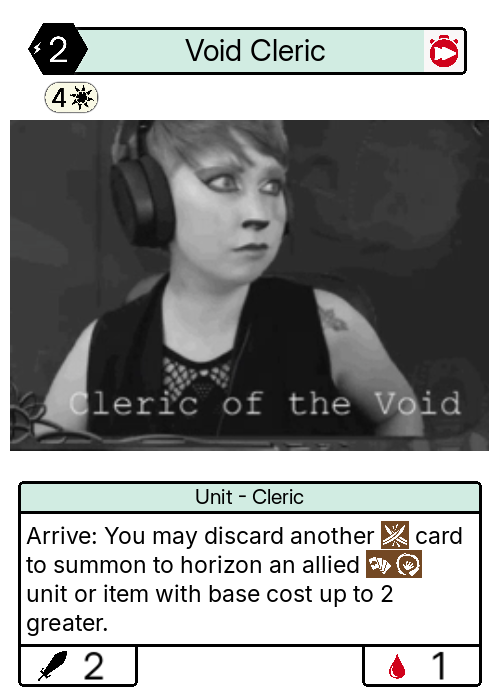 2 Void Cleric
4
Cleric of the Void
Unit - Cleric
Arrive: You may discard another card
to summon to horizon an allied
unit or item with base cost up to 2
greater.
2 1